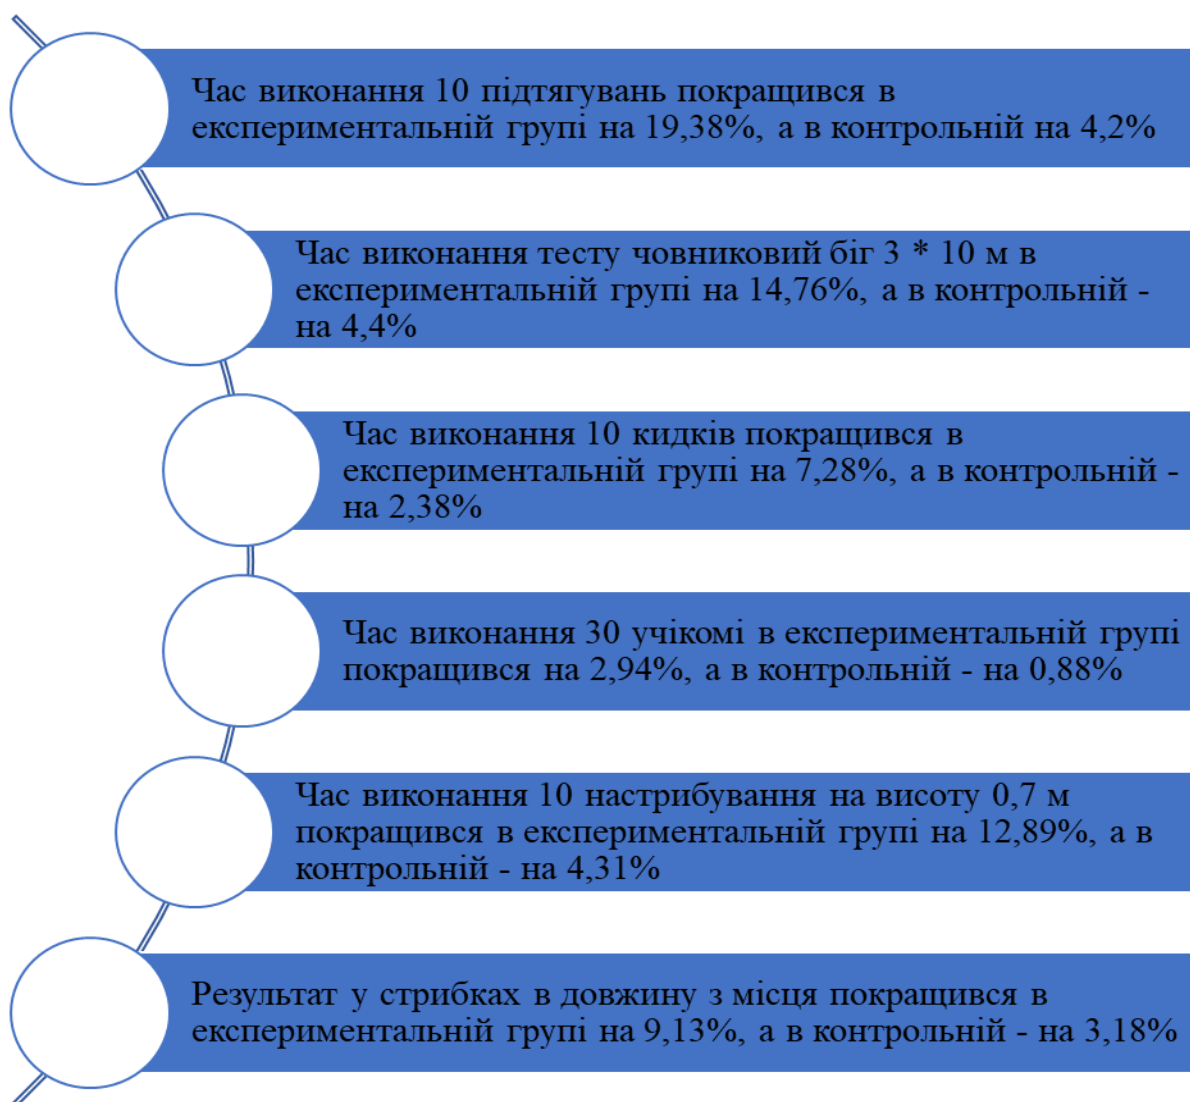 Час виконання 10 підтягувань покращився в
експериментальній групі на 19,38%, а в контрольній на 4,2%
Час виконання тесту човниковий біг 3 * 10 м в
експериментальній групі на 14,76%, а в контрольній -
на 4,4%
Час виконання 10 кидків покращився в
експериментальній групі на 7,28%, а в контрольній -
на 2,38%
Час виконання 30 учікомі в експериментальній групі
покращився на 2,94%, а в контрольній - на 0,88%
Час виконання 10 настрибування на висоту 0,7 м
покращився в експериментальній групі на 12,89%, а в
контрольній - на 4,31%
Результат у стрибках в довжину з місця покращився в
експериментальній групі на 9,13%, а в контрольній - на 3,18%